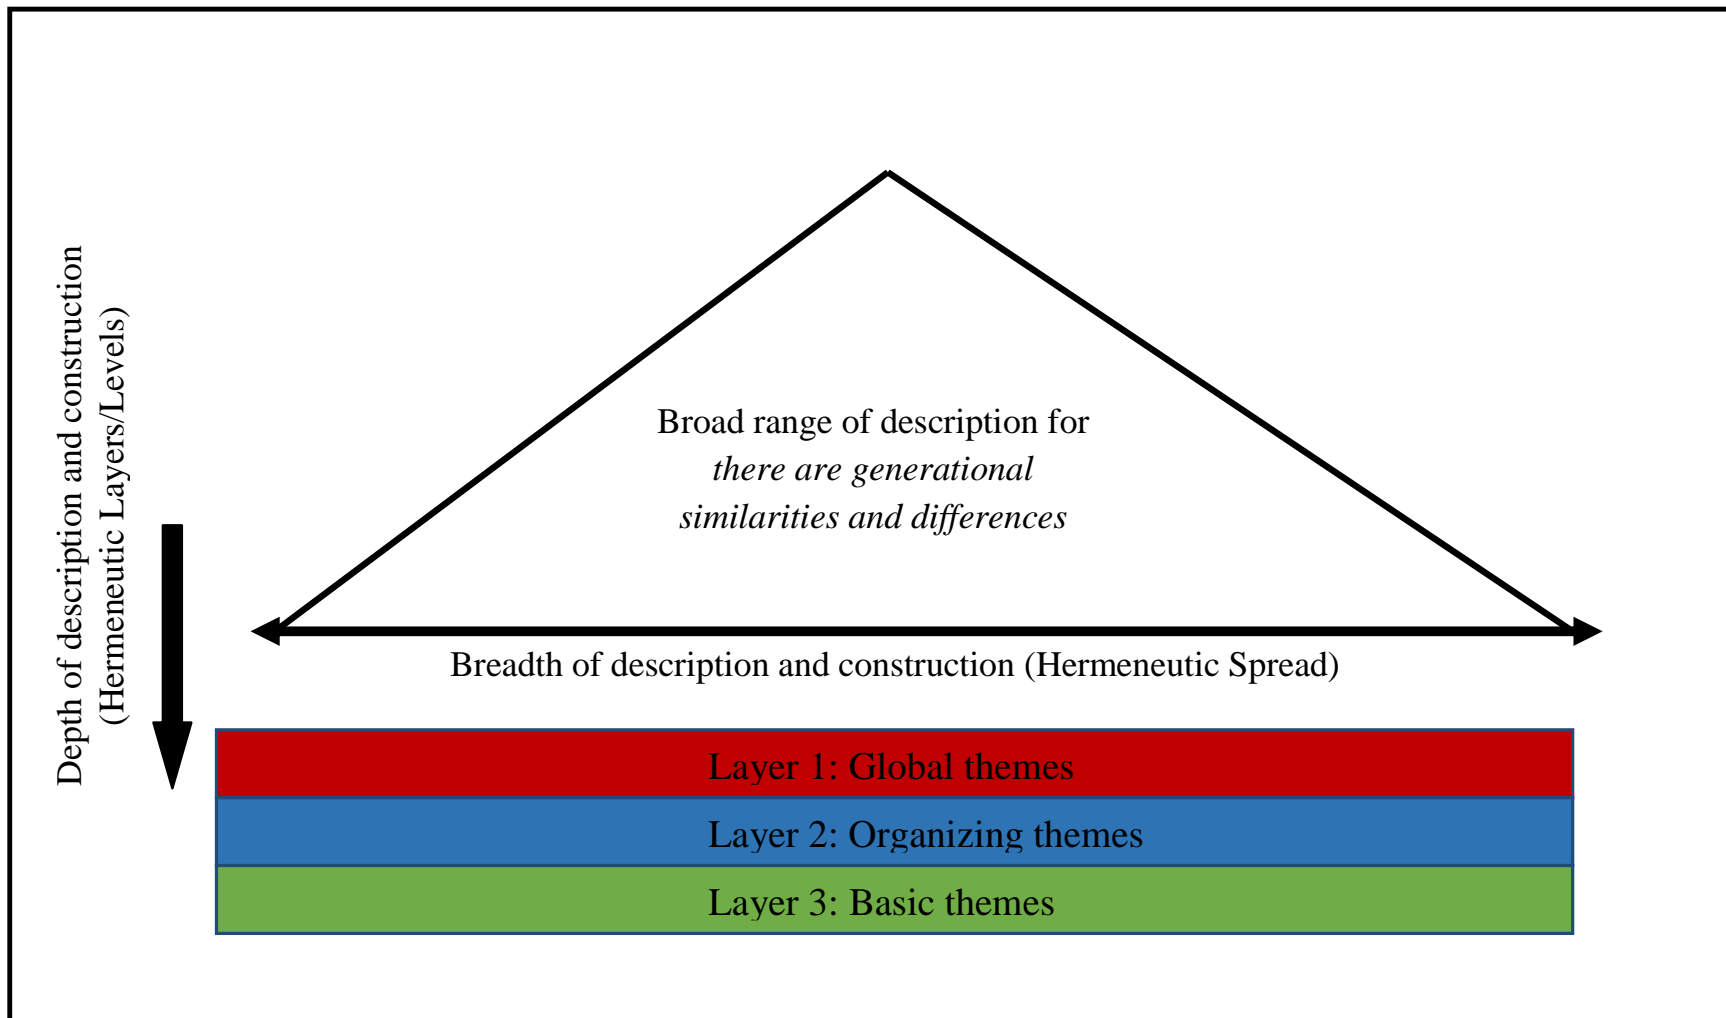 Depth of description and construction
(Hermeneutic Layers/Levels)
Broad range of description for
there are generational
similarities and differences
Breadth of description and construction (Hermeneutic Spread)
Layer 1: Global themes
Layer 2: Organizing themes
Layer 3: Basic themes